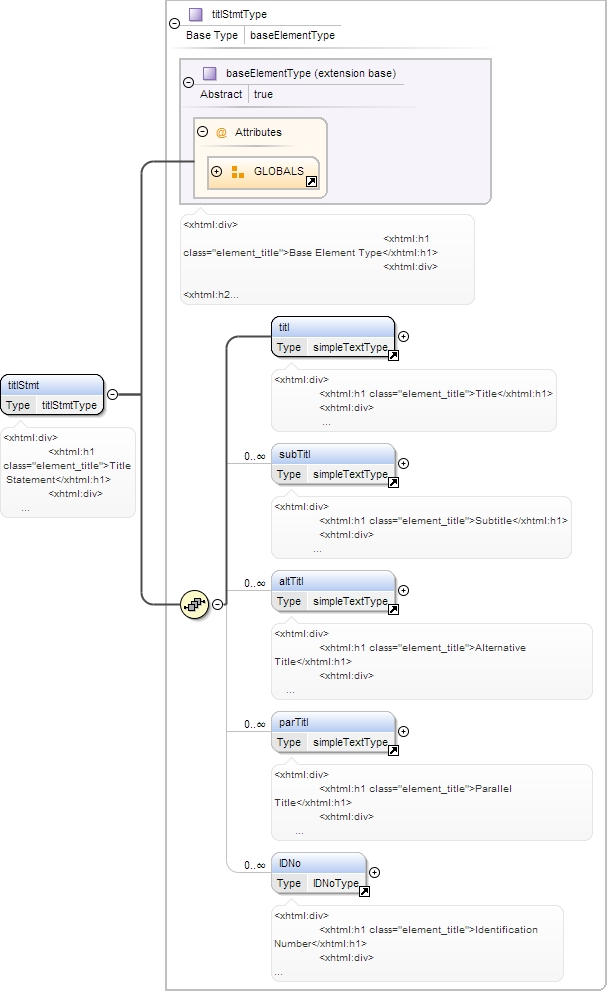 titlStmtType
Base Type baseElementType
baseElementType (extension base)
Abstract true
@ Attributes
GLOBALS
<xhtml:div>
<xhtml:h1
class="element_title">Base Element Type</xhtml:h1>
<xhtml:div>
<xhtml:h2...
titlStmt
Type titlStmtType
<xhtml:div>
<xhtml:h1
class="element_title">Title
Statement</xhtml:h1>
<xhtml:div>
...
titl
Type simpleTextType
<xhtml:div>
<xhtml:h1 class="element_title">Title</xhtml:h1>
<xhtml:div>
...
0..∞
subTitl
Type simpleTextType
<xhtml:div>
<xhtml:h1 class="element_title">Subtitle</xhtml:h1>
<xhtml:div>
...
0..∞
altTitl
Type simpleTextType
<xhtml:div>
<xhtml:h1 class="element_title">Alternative
Title</xhtml:h1>
<xhtml:div>
...
0..∞
parTitl
Type simpleTextType
<xhtml:div>
<xhtml:h1 class="element_title">Parallel
Title</xhtml:h1>
<xhtml:div>
...
0..∞
IDNo
Type IDNoType
<xhtml:div>
<xhtml:h1 class="element_title">Identification
Number</xhtml:h1>
<xhtml:div>
...